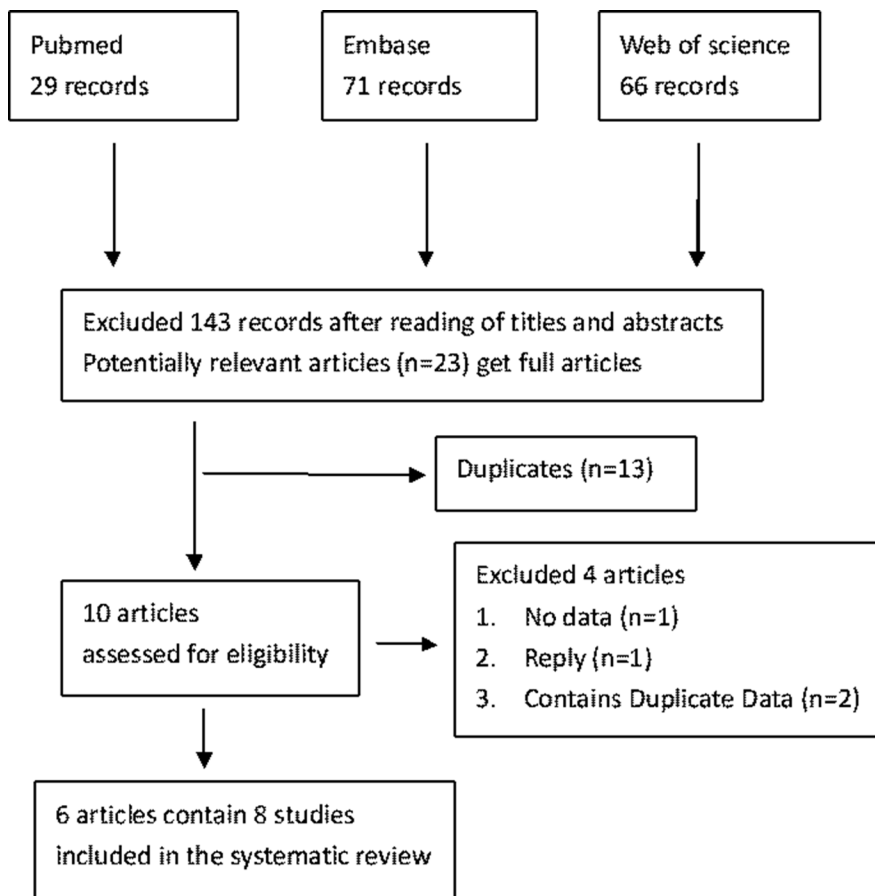 Pubmed
29 records
Embase
71 records
Web of science
66 records
Excluded 143 records after reading of titles and abstracts
Potentially relevant articles (n=23) get full articles
Duplicates (n=13)
10 articles
assessed for eligibility
Excluded 4 articles
1. No data (n=1)
2. Reply (n=1)
3. Contains Duplicate Data (n=2)
6 articles contain 8 studies
included in the systematic review